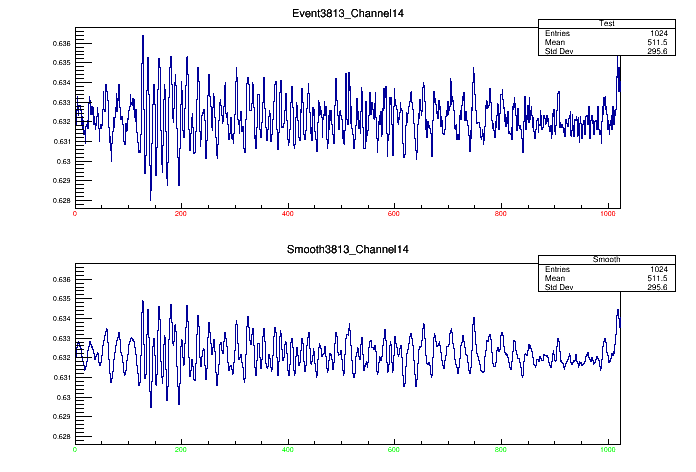 Event3813_Channel14
Test
Entries 1024
Mean 511.5
Std Dev 295.6
0.636
0.635
0.634
0.633
0.632
0.631
0.63
0.629
0.628
0 200 400 600 800 1000
Smooth3813_Channel14
Smooth
Entries 1024
Mean 511.5
Std Dev 295.6
0.636
0.635
0.634
0.633
0.632
0.631
0.63
0.629
0.628
0 200 400 600 800 1000